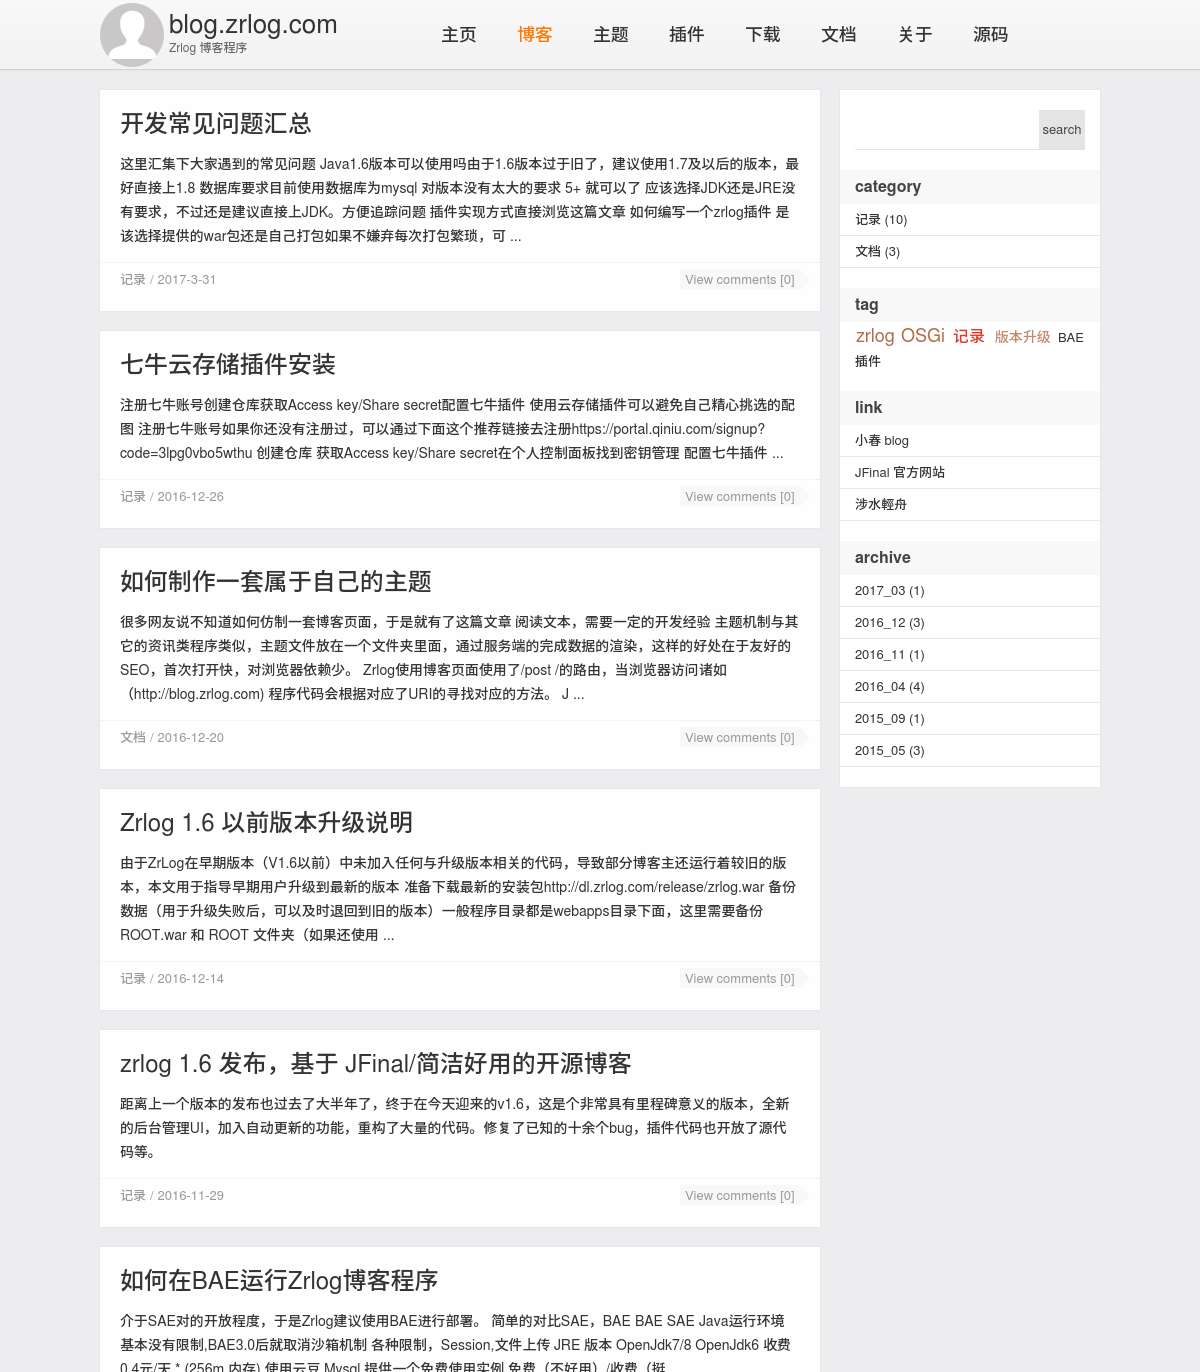 blog.zrlog.com
Zrlog 博客程序
主页 博客 主题 插件 下载 文档 关于 源码
开发常见问题汇总
这里汇集下大家遇到的常见问题 Java1.6版本可以使用吗由于1.6版本过于旧了，建议使用1.7及以后的版本，最
好直接上1.8 数据库要求目前使用数据库为mysql 对版本没有太大的要求 5+ 就可以了 应该选择JDK还是JRE没
有要求，不过还是建议直接上JDK。方便追踪问题 插件实现方式直接浏览这篇文章 如何编写一个zrlog插件 是
该选择提供的war包还是自己打包如果不嫌弃每次打包繁琐，可 ...
记录 / 2017-3-31 View comments [0]
七牛云存储插件安装
注册七牛账号创建仓库获取Access key/Share secret配置七牛插件 使用云存储插件可以避免自己精心挑选的配
图 注册七牛账号如果你还没有注册过，可以通过下面这个推荐链接去注册https://portal.qiniu.com/signup?
code=3lpg0vbo5wthu 创建仓库 获取Access key/Share secret在个人控制面板找到密钥管理 配置七牛插件 ...
记录 / 2016-12-26 View comments [0]
如何制作一套属于自己的主题
很多网友说不知道如何仿制一套博客页面，于是就有了这篇文章 阅读文本，需要一定的开发经验 主题机制与其
它的资讯类程序类似，主题文件放在一个文件夹里面，通过服务端的完成数据的渲染，这样的好处在于友好的
SEO，首次打开快，对浏览器依赖少。 Zrlog使用博客页面使用了/post /的路由，当浏览器访问诸如
（http://blog.zrlog.com) 程序代码会根据对应了URI的寻找对应的方法。 J ...
文档 / 2016-12-20 View comments [0]
Zrlog 1.6 以前版本升级说明
由于ZrLog在早期版本（V1.6以前）中未加入任何与升级版本相关的代码，导致部分博客主还运行着较旧的版
本，本文用于指导早期用户升级到最新的版本 准备下载最新的安装包http://dl.zrlog.com/release/zrlog.war 备份
数据（用于升级失败后，可以及时退回到旧的版本）一般程序目录都是webapps目录下面，这里需要备份
ROOT.war 和 ROOT 文件夹（如果还使用 ...
记录 / 2016-12-14 View comments [0]
zrlog 1.6 发布，基于 JFinal/简洁好用的开源博客
距离上一个版本的发布也过去了大半年了，终于在今天迎来的v1.6，这是个非常具有里程碑意义的版本，全新
的后台管理UI，加入自动更新的功能，重构了大量的代码。修复了已知的十余个bug，插件代码也开放了源代
码等。
记录 / 2016-11-29 View comments [0]
如何在BAE运行Zrlog博客程序
介于SAE对的开放程度，于是Zrlog建议使用BAE进行部署。 简单的对比SAE，BAE BAE SAE Java运行环境
基本没有限制,BAE3.0后就取消沙箱机制 各种限制，Session,文件上传 JRE 版本 OpenJdk7/8 OpenJdk6 收费
0.4元/天 * (256m 内存) 使用云豆 Mysql 提供一个免费使用实例 免费（不好用）/收费（挺
search
category
记录 (10)
文档 (3)
tag
zrlog OSGi 记录 版本升级 BAE
插件
link
小春 blog
JFinal 官方网站
涉水輕舟
archive
2017_03 (1)
2016_12 (3)
2016_11 (1)
2016_04 (4)
2015_09 (1)
2015_05 (3)